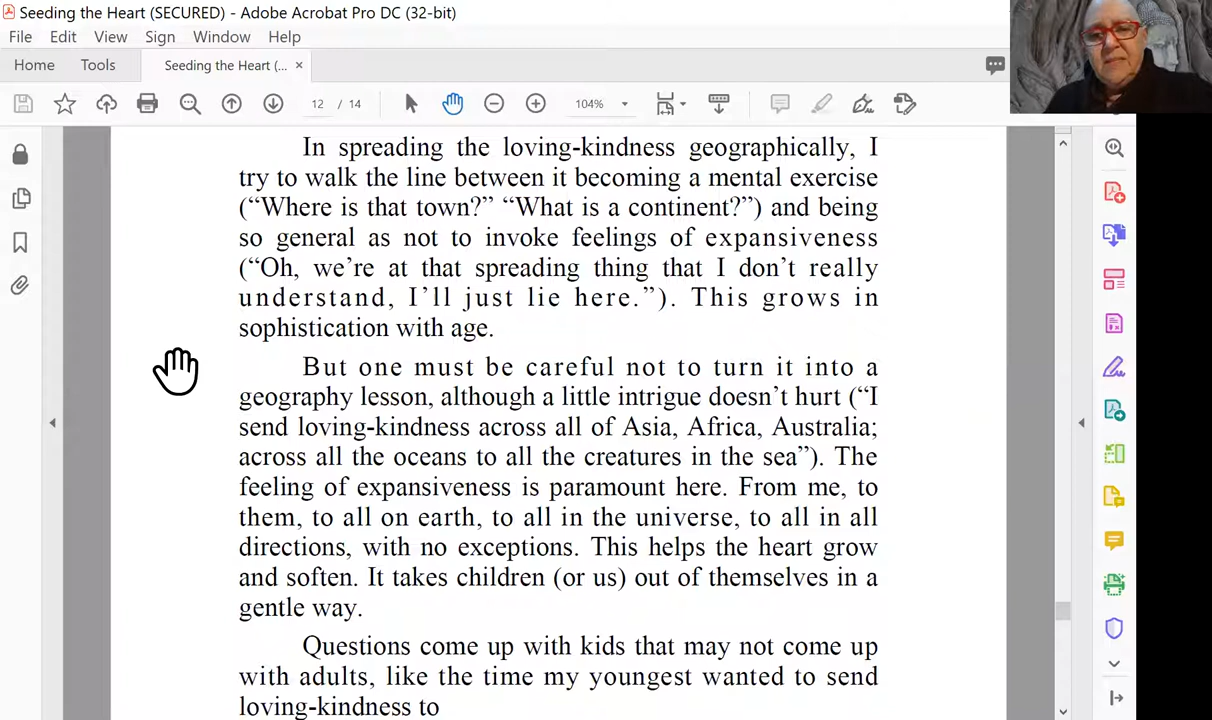 Seeding the Heart (SECURED) - Adobe Acrobat Pro DC (32-bit)
File Edit View Sign Window Help
Home Tools Seeding the Heart (... ×
12 / 14 104%
In spreading the loving-kindness geographically, I
try to walk the line between it becoming a mental exercise
(“Where is that town?” “What is a continent?”) and being
so general as not to invoke feelings of expansiveness
(“Oh, we’re at that spreading thing that I don’t really
understand, I’ll just lie here.”). This grows in
sophistication with age.
But one must be careful not to turn it into a
geography lesson, although a little intrigue doesn’t hurt (“I
send loving-kindness across all of Asia, Africa, Australia;
across all the oceans to all the creatures in the sea”). The
feeling of expansiveness is paramount here. From me, to
them, to all on earth, to all in the universe, to all in all
directions, with no exceptions. This helps the heart grow
and soften. It takes children (or us) out of themselves in a
gentle way.
Questions come up with kids that may not come up
with adults, like the time my youngest wanted to send
loving-kindness to